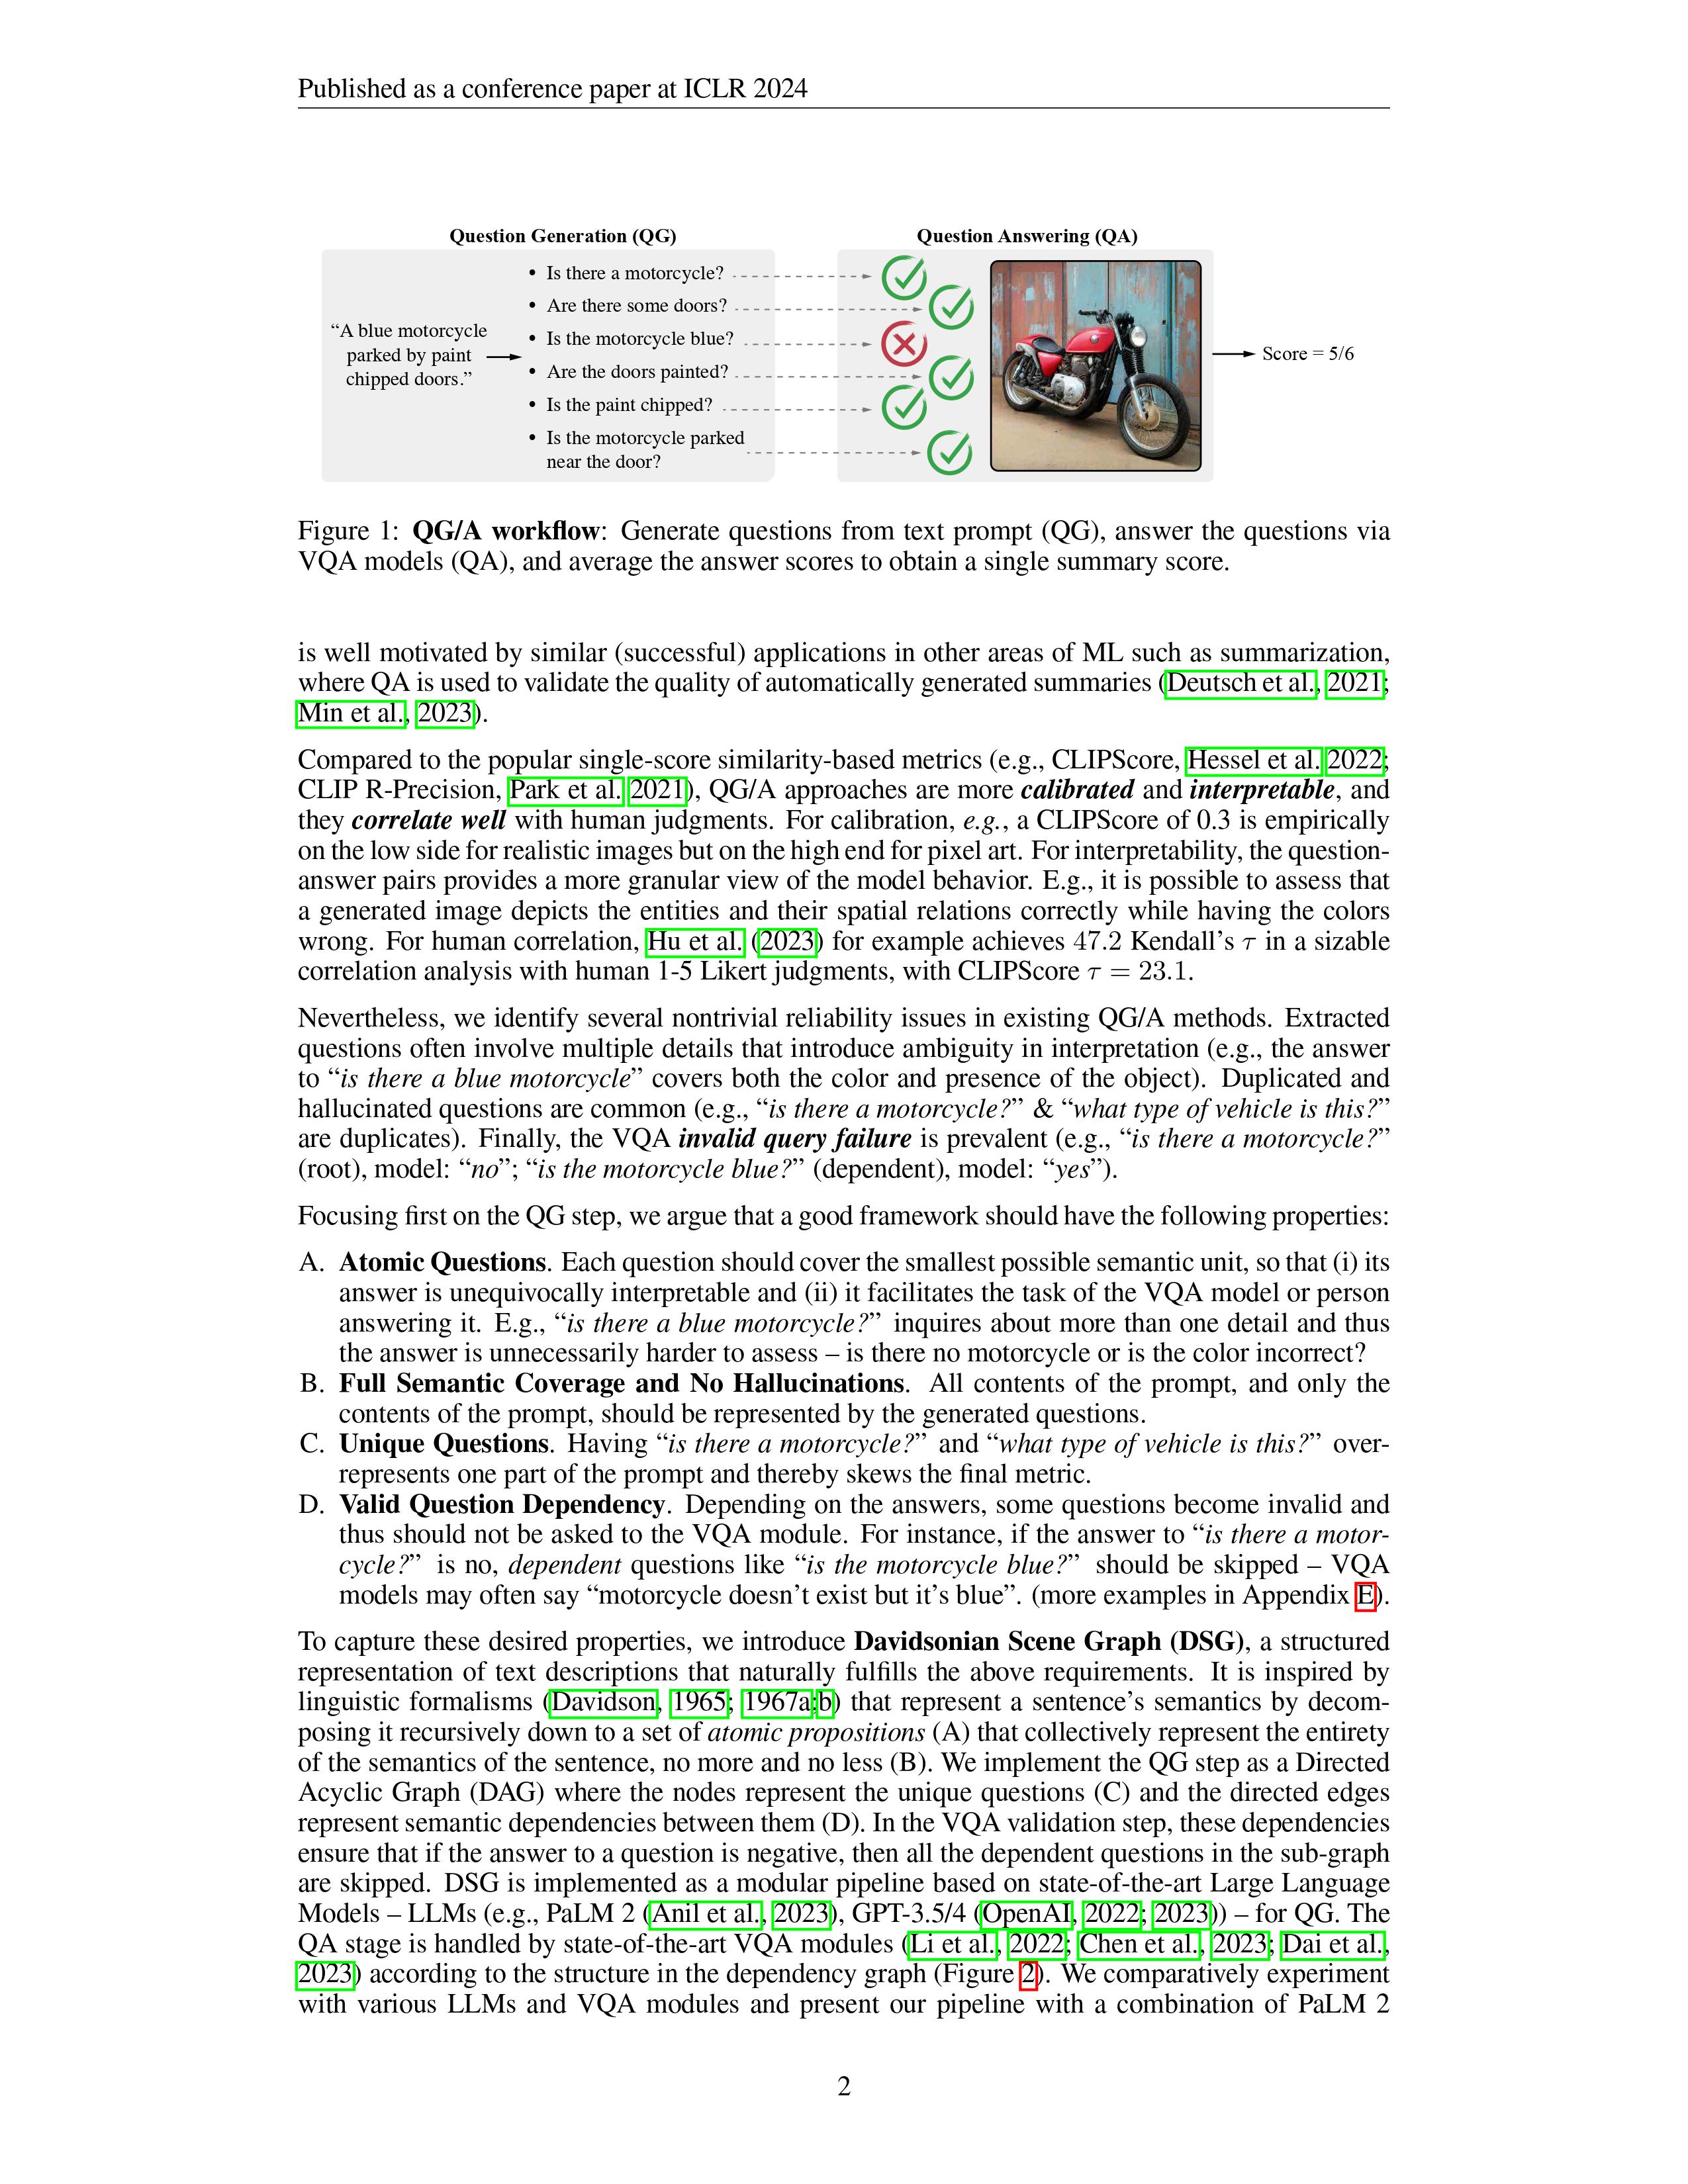 Published as a conference paper at ICLR 2024
Question Generation (QG)
“A blue motorcycle
parked by paint
chipped doors.”
• Is there a motorcycle?
• Are there some doors?
• Is the motorcycle blue?
• Are the doors painted?
• Is the paint chipped?
• Is the motorcycle parked
near the door?
Question Answering (QA)
Score = 5/6
Figure 1: QG/A workflow: Generate questions from text prompt (QG), answer the questions via
VQA models (QA), and average the answer scores to obtain a single summary score.
is well motivated by similar (successful) applications in other areas of ML such as summarization,
where QA is used to validate the quality of automatically generated summaries (Deutsch et al., 2021;
Min et al., 2023).
Compared to the popular single-score similarity-based metrics (e.g., CLIPScore, Hessel et al. 2022;
CLIP R-Precision, Park et al. 2021), QG/A approaches are more calibrated and interpretable, and
they correlate well with human judgments. For calibration, e.g., a CLIPScore of 0.3 is empirically
on the low side for realistic images but on the high end for pixel art. For interpretability, the question-
answer pairs provides a more granular view of the model behavior. E.g., it is possible to assess that
a generated image depicts the entities and their spatial relations correctly while having the colors
wrong. For human correlation, Hu et al. (2023) for example achieves 47.2 Kendall’s τ in a sizable
correlation analysis with human 1-5 Likert judgments, with CLIPScore τ = 23.1.
Nevertheless, we identify several nontrivial reliability issues in existing QG/A methods. Extracted
questions often involve multiple details that introduce ambiguity in interpretation (e.g., the answer
to “is there a blue motorcycle” covers both the color and presence of the object). Duplicated and
hallucinated questions are common (e.g., “is there a motorcycle?” & “what type of vehicle is this?”
are duplicates). Finally, the VQA invalid query failure is prevalent (e.g., “is there a motorcycle?”
(root), model: “no”; “is the motorcycle blue?” (dependent), model: “yes”).
Focusing first on the QG step, we argue that a good framework should have the following properties:
A. Atomic Questions. Each question should cover the smallest possible semantic unit, so that (i) its
answer is unequivocally interpretable and (ii) it facilitates the task of the VQA model or person
answering it. E.g., “is there a blue motorcycle?” inquires about more than one detail and thus
the answer is unnecessarily harder to assess – is there no motorcycle or is the color incorrect?
B. Full Semantic Coverage and No Hallucinations. All contents of the prompt, and only the
contents of the prompt, should be represented by the generated questions.
C. Unique Questions. Having “is there a motorcycle?” and “what type of vehicle is this?” over-
represents one part of the prompt and thereby skews the final metric.
D. Valid Question Dependency. Depending on the answers, some questions become invalid and
thus should not be asked to the VQA module. For instance, if the answer to “is there a motor-
cycle?” is no, dependent questions like “is the motorcycle blue?” should be skipped – VQA
models may often say “motorcycle doesn’t exist but it’s blue”. (more examples in Appendix E).
To capture these desired properties, we introduce Davidsonian Scene Graph (DSG), a structured
representation of text descriptions that naturally fulfills the above requirements. It is inspired by
linguistic formalisms (Davidson, 1965; 1967a;b) that represent a sentence’s semantics by decom-
posing it recursively down to a set of atomic propositions (A) that collectively represent the entirety
of the semantics of the sentence, no more and no less (B). We implement the QG step as a Directed
Acyclic Graph (DAG) where the nodes represent the unique questions (C) and the directed edges
represent semantic dependencies between them (D). In the VQA validation step, these dependencies
ensure that if the answer to a question is negative, then all the dependent questions in the sub-graph
are skipped. DSG is implemented as a modular pipeline based on state-of-the-art Large Language
Models – LLMs (e.g., PaLM 2 (Anil et al., 2023), GPT-3.5/4 (OpenAI, 2022; 2023)) – for QG. The
QA stage is handled by state-of-the-art VQA modules (Li et al., 2022; Chen et al., 2023; Dai et al.,
2023) according to the structure in the dependency graph (Figure 2). We comparatively experiment
with various LLMs and VQA modules and present our pipeline with a combination of PaLM 2
2